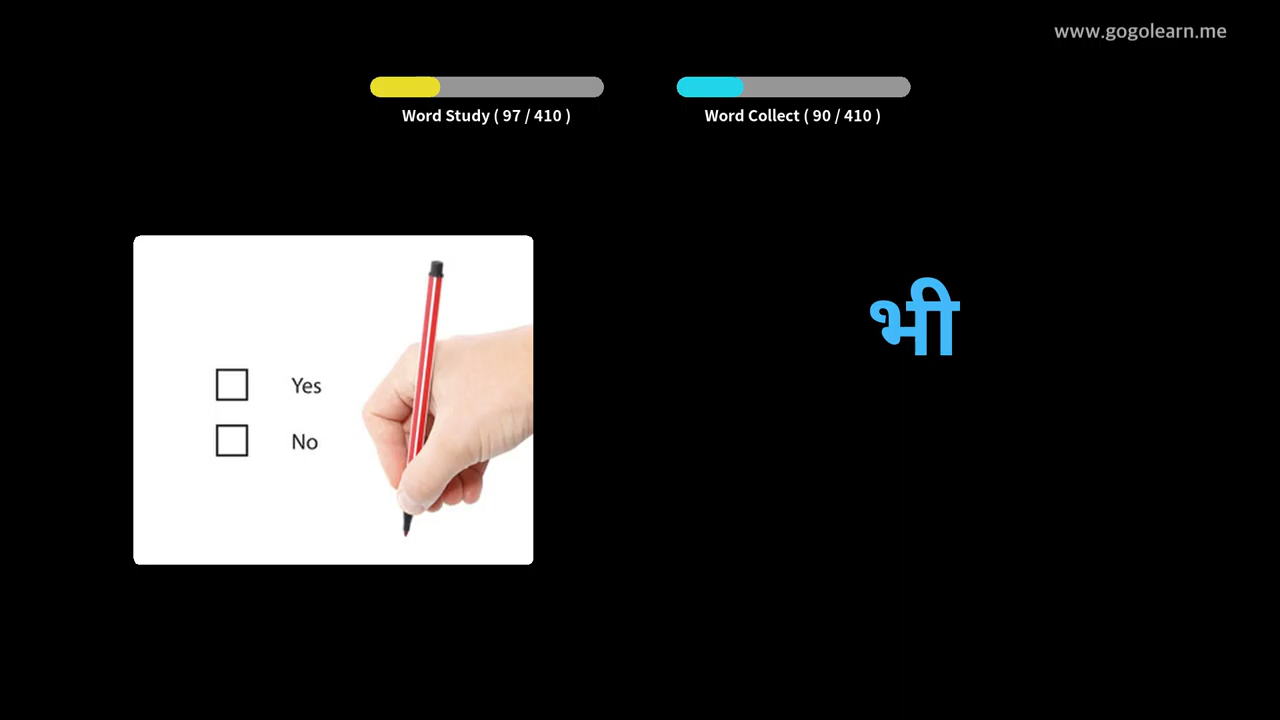 www.gogolearn.me
Word Study ( 97 / 410 )
Word Collect ( 90 / 410 )
भी
Yes
No